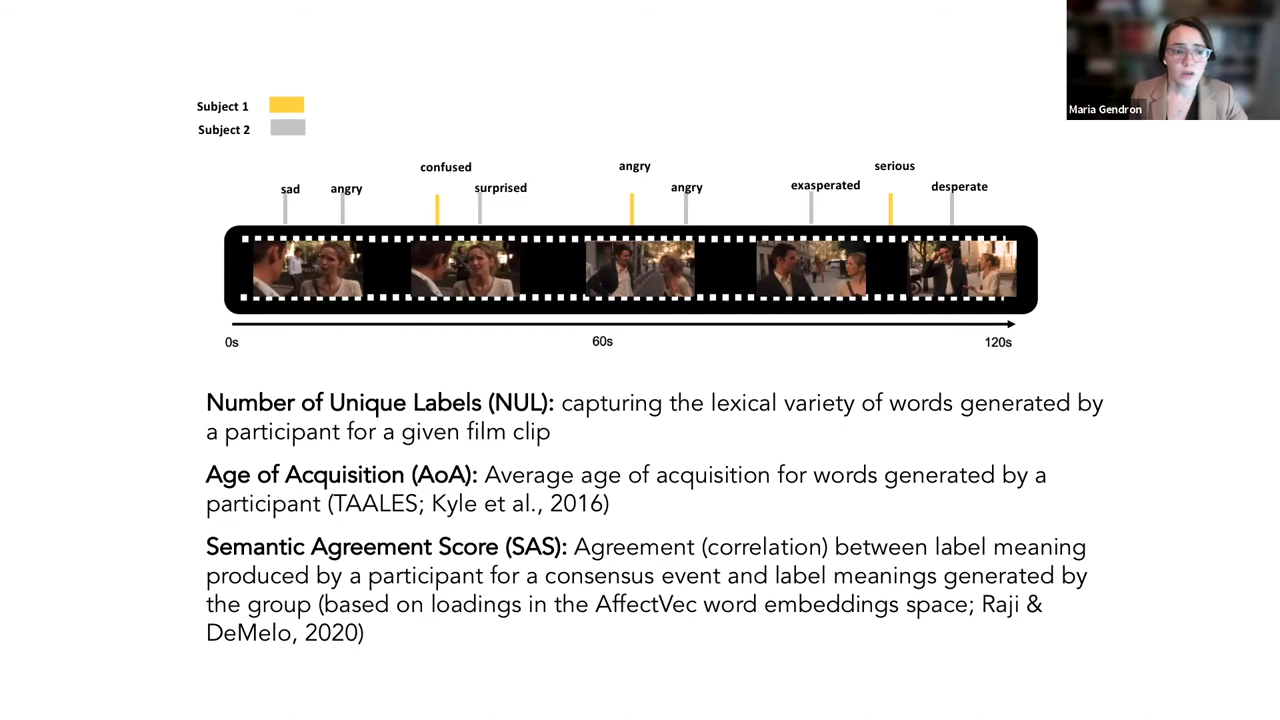 Maria Gendron
Subject 1
Subject 2
confused
angry
serious
sad
angry
surprised
angry
exasperated
desperate
0s
60s
120s
Number of Unique Labels (NUL): capturing the lexical variety of words generated by
a participant for a given film clip
Age of Acquisition (AoA): Average age of acquisition for words generated by a
participant (TAALES; Kyle et al., 2016)
Semantic Agreement Score (SAS): Agreement (correlation) between label meaning
produced by a participant for a consensus event and label meanings generated by
the group (based on loadings in the AffectVec word embeddings space; Raji &
DeMelo, 2020)